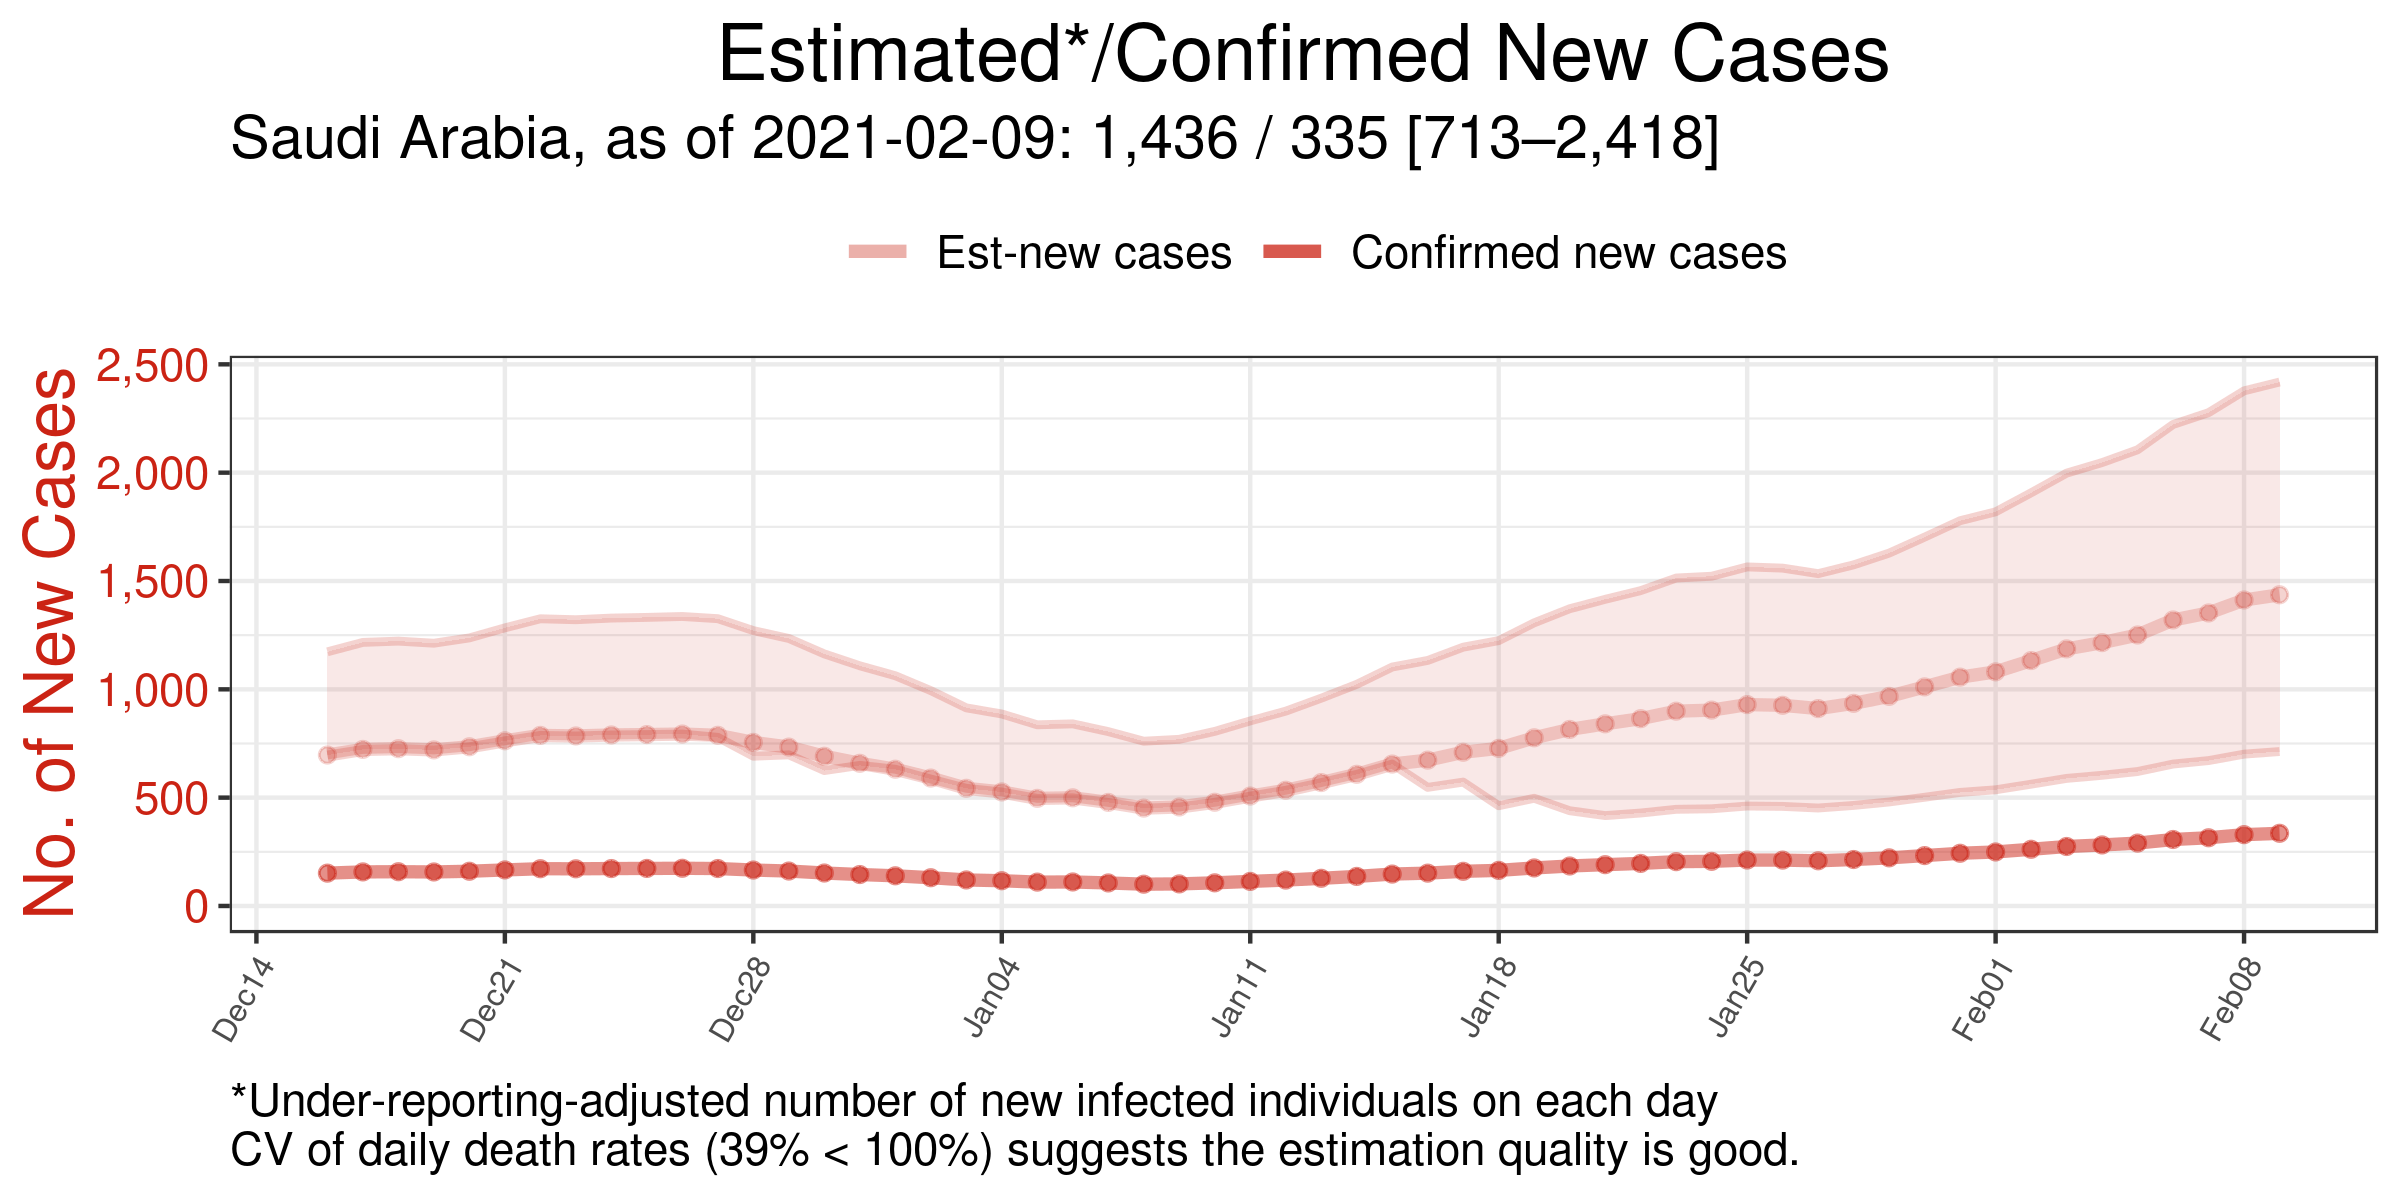 Estimated*/Confirmed New Cases
Saudi Arabia, as of 2021-02-09: 1,436 / 335 [713–2,418]
Est-new cases
Confirmed new cases
No. of New Cases
2,500
2,000
1,500
1,000
500
0
Dec14
Dec21
Dec28
Jan04
Jan11
Jan18
Jan25
Feb01
Feb08
*Under-reporting-adjusted number of new infected individuals on each day
CV of daily death rates (39% < 100%) suggests the estimation quality is good.